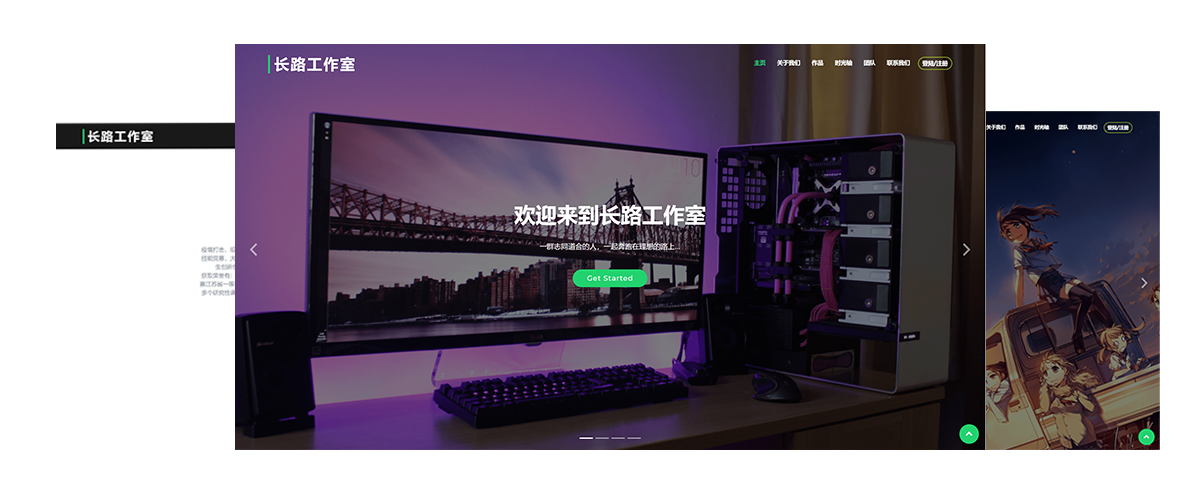 长路工作室
主页 关于我们 作品 时光轴 团队 联系我们 登陆/注册
10
欢迎来到长路工作室
一群志同道合的人，一起奔跑在理想的路上...
Get Started
长路工作室
关于我们 作品 时光轴 团队 联系我们 登陆/注册